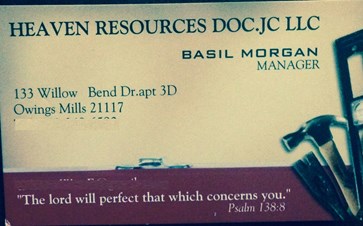 HEAVEN RESOURCES DOC.JC LLC
BASIL MORGAN
MANAGER
133 Willow Bend Dr.apt 3D
Owings Mills 21117
"The lord will perfect that which concerns you."
Psalm 138:8